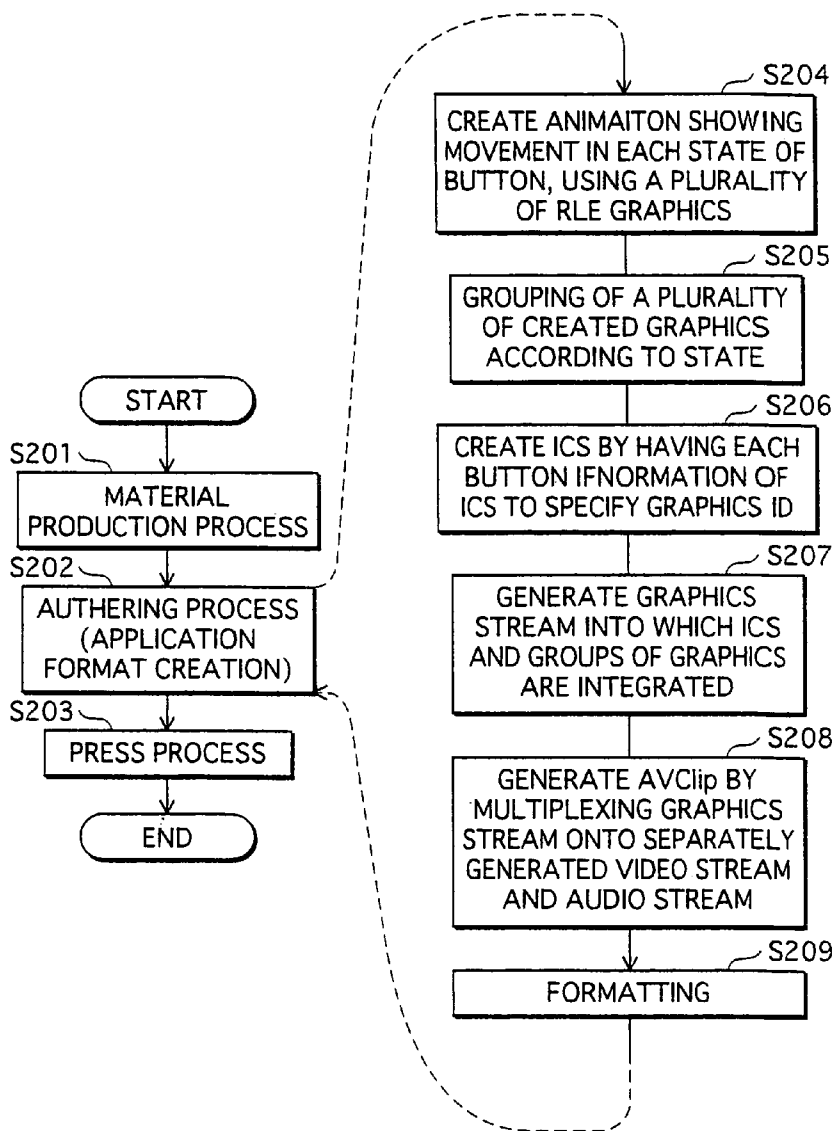 START
S201
MATERIAL
PRODUCTION PROCESS
S202
AUTHERING PROCESS
(APPLICATION
FORMAT CREATION)
S203
PRESS PROCESS
END
S204
CREATE ANIMAITON SHOWING
MOVEMENT IN EACH STATE OF
BUTTON, USING A PLURALITY
OF RLE GRAPHICS
S205
GROUPING OF A PLURALITY
OF CREATED GRAPHICS
ACCORDING TO STATE
S206
CREATE ICS BY HAVING EACH
BUTTON IFNORMATION OF
ICS TO SPECIFY GRAPHICS ID
S207
GENERATE GRAPHICS
STREAM INTO WHICH ICS
AND GROUPS OF GRAPHICS
ARE INTEGRATED
S208
GENERATE AVClip BY
MULTIPLEXING GRAPHICS
STREAM ONTO SEPARATELY
GENERATED VIDEO STREAM
AND AUDIO STREAM
S209
FORMATTING